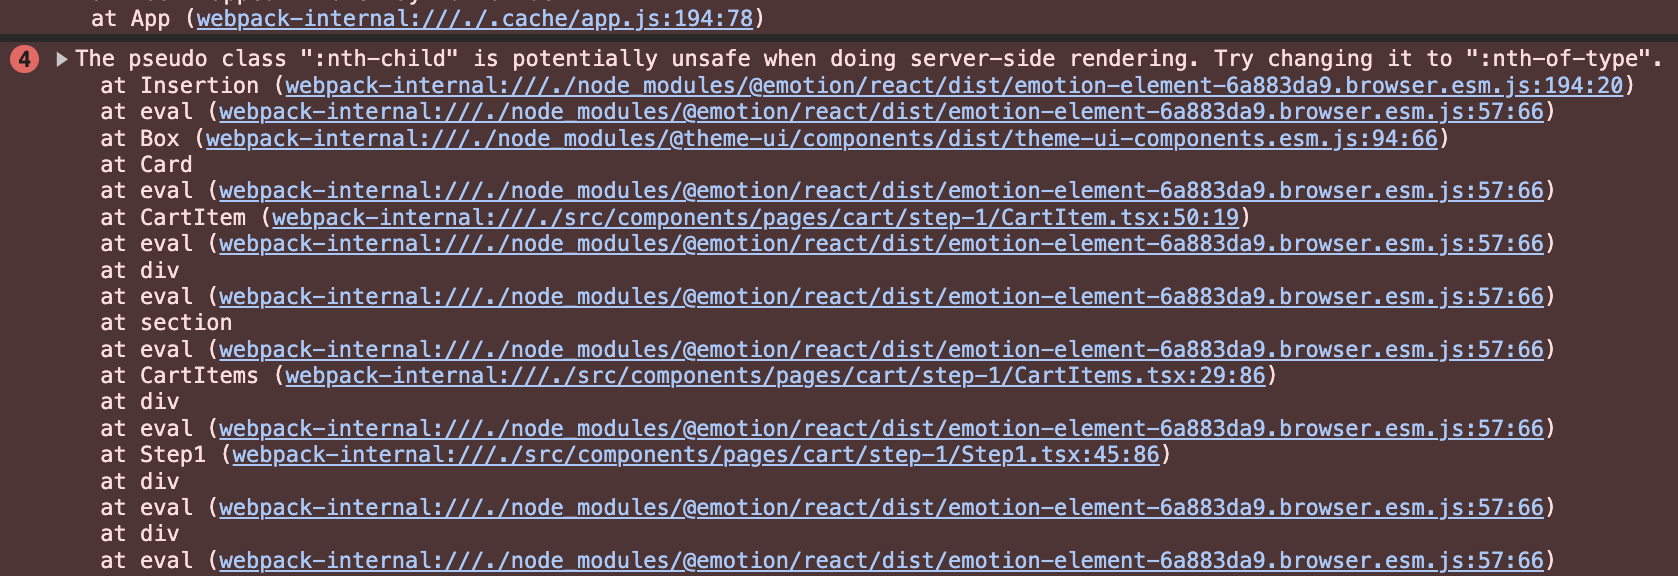 at App (webpack-internal:///./.cache/app.js:194:78)
4 ▶The pseudo class ":nth-child" is potentially unsafe when doing server-side rendering. Try changing it to ":nth-of-type".
at Insertion (webpack-internal:///./node_modules/@emotion/react/dist/emotion-element-6a883da9.browser.esm.js:194:20)
at eval (webpack-internal:///./node_modules/@emotion/react/dist/emotion-element-6a883da9.browser.esm.js:57:66)
at Box (webpack-internal:///./node_modules/@theme-ui/components/dist/theme-ui-components.esm.js:94:66)
at Card
at eval (webpack-internal:///./node_modules/@emotion/react/dist/emotion-element-6a883da9.browser.esm.js:57:66)
at CartItem (webpack-internal:///./src/components/pages/cart/step-1/CartItem.tsx:50:19)
at eval (webpack-internal:///./node_modules/@emotion/react/dist/emotion-element-6a883da9.browser.esm.js:57:66)
at div
at eval (webpack-internal:///./node_modules/@emotion/react/dist/emotion-element-6a883da9.browser.esm.js:57:66)
at section
at eval (webpack-internal:///./node_modules/@emotion/react/dist/emotion-element-6a883da9.browser.esm.js:57:66)
at CartItems (webpack-internal:///./src/components/pages/cart/step-1/CartItems.tsx:29:86)
at div
at eval (webpack-internal:///./node_modules/@emotion/react/dist/emotion-element-6a883da9.browser.esm.js:57:66)
at Step1 (webpack-internal:///./src/components/pages/cart/step-1/Step1.tsx:45:86)
at div
at eval (webpack-internal:///./node_modules/@emotion/react/dist/emotion-element-6a883da9.browser.esm.js:57:66)
at div
at eval (webpack-internal:///./node_modules/@emotion/react/dist/emotion-element-6a883da9.browser.esm.js:57:66)